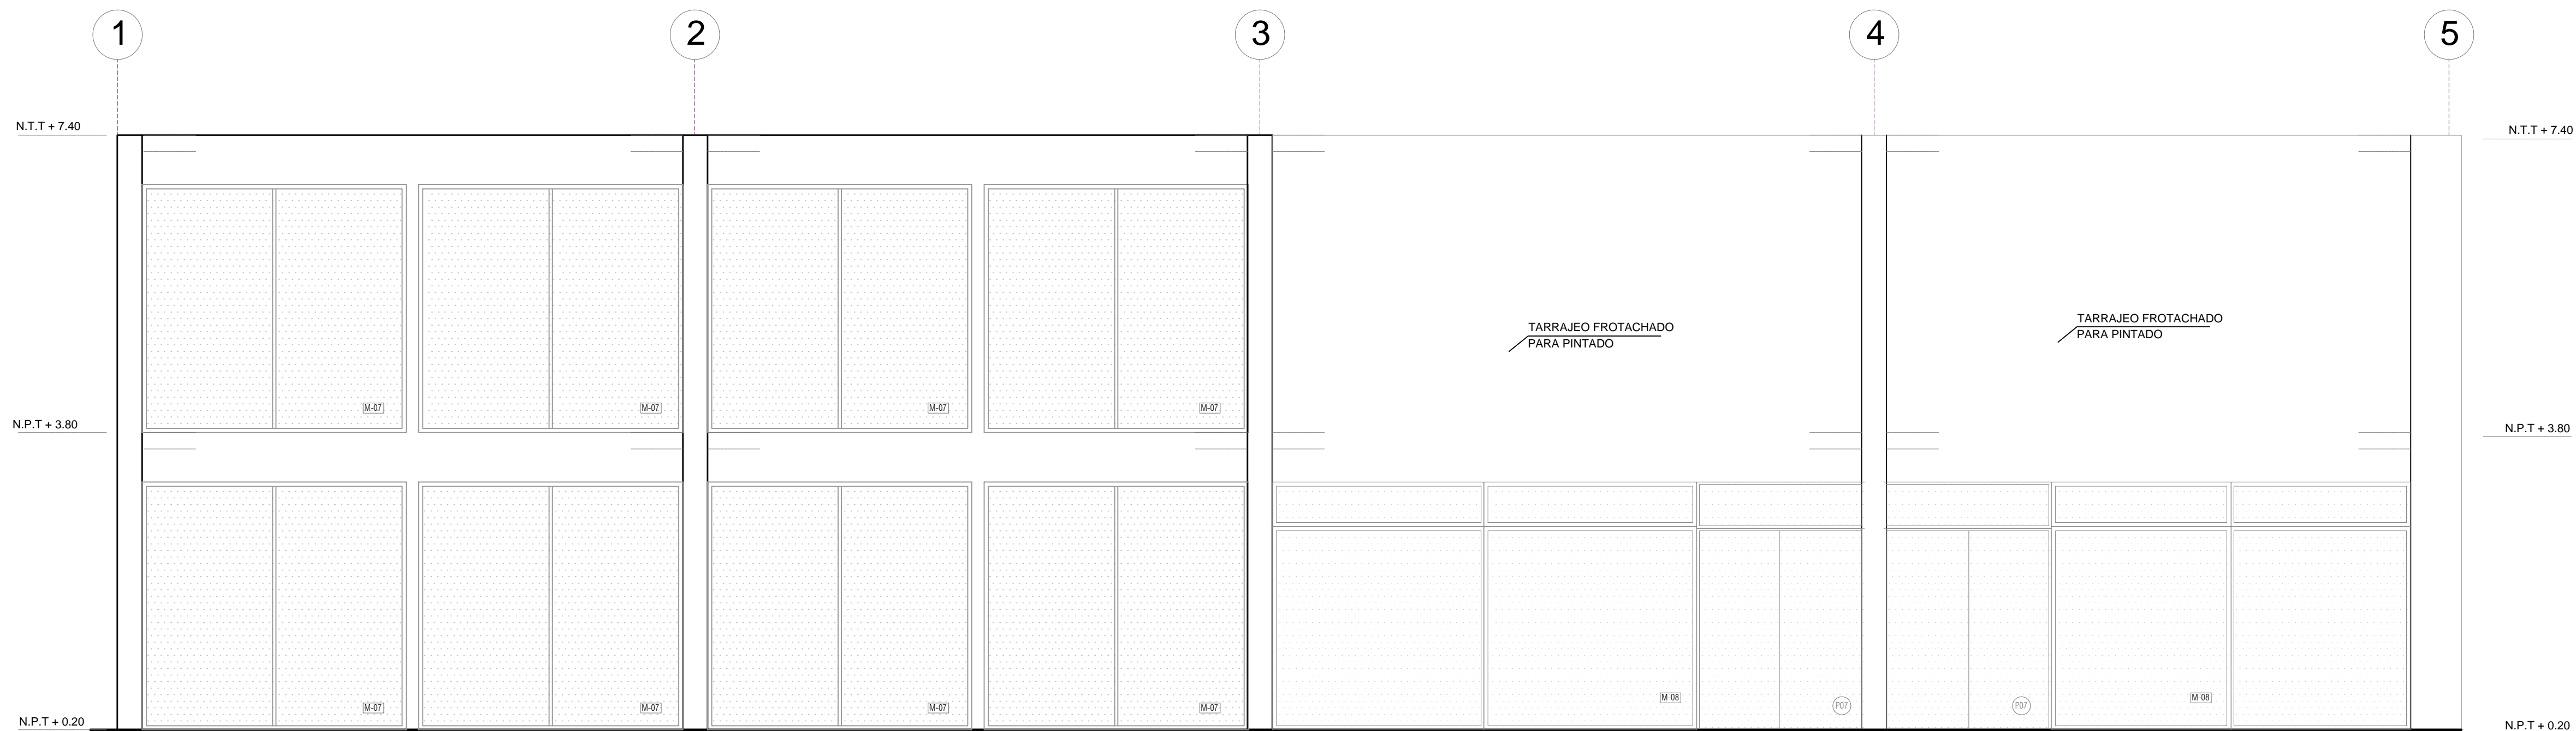 1
2
3
4
5
N.T.T + 7.40
N.T.T + 7.40
TARRAJEO FROTACHADO
PARA PINTADO
TARRAJEO FROTACHADO
PARA PINTADO
M-07
M-07
M-07
M-07
N.P.T + 3.80
N.P.T + 3.80
M-07
M-07
M-07
M-07
M-08
P07
P07
M-08
N.P.T + 0.20
N.P.T + 0.20